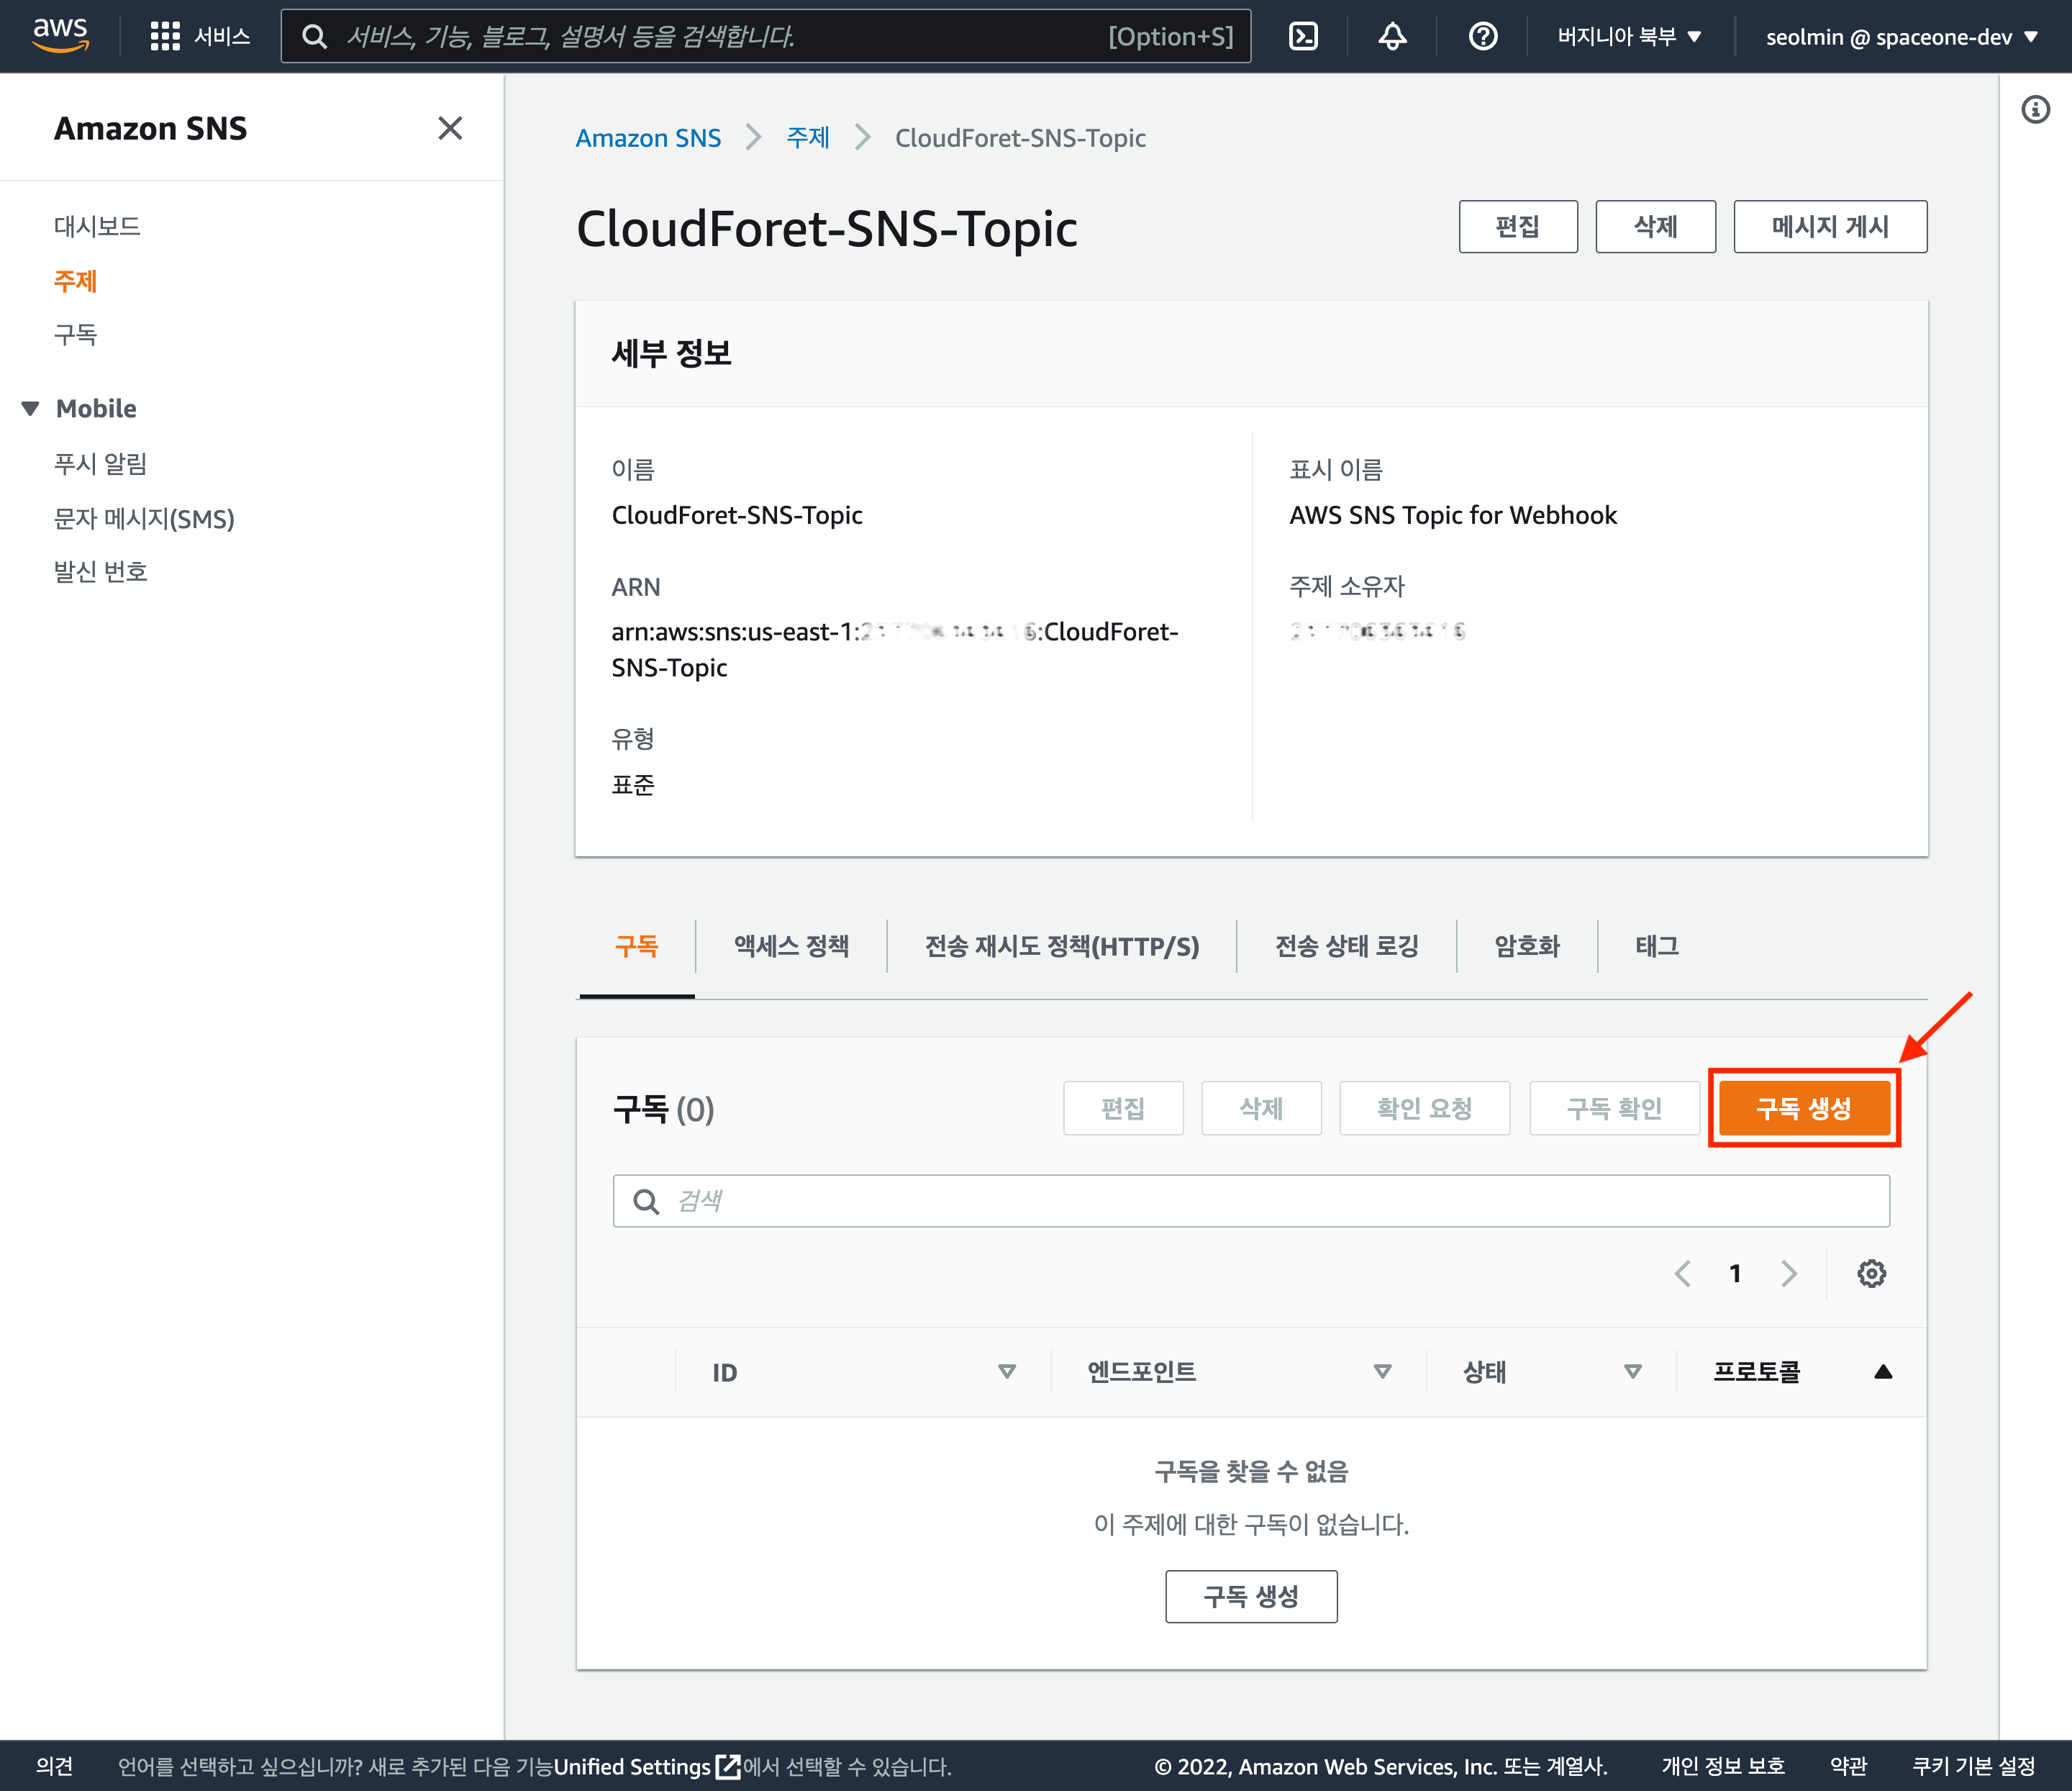 aws
서비스
서비스, 기능, 블로그, 설명서 등을 검색합니다.
[Option+S]
버지니아 북부
seolmin @ spaceone-dev
Amazon SNS
대시보드
주제
구독
Mobile
푸시 알림
문자 메시지(SMS)
발신 번호
Amazon SNS
주제
CloudForet-SNS-Topic
CloudForet-SNS-Topic
편집
삭제
메시지 게시
세부 정보
이름
CloudForet-SNS-Topic
표시 이름
AWS SNS Topic for Webhook
ARN
arn:aws:sns:us-east-1: :CloudForet-
SNS-Topic
주제 소유자
유형
표준
구독
액세스 정책
전송 재시도 정책(HTTP/S)
전송 상태 로깅
암호화
태그
구독 (0)
편집
삭제
확인 요청
구독 확인
구독 생성
검색
1
ID
엔드포인트
상태
프로토콜
구독을 찾을 수 없음
이 주제에 대한 구독이 없습니다.
구독 생성
의견
언어를 선택하고 싶으십니까? 새로 추가된 다음 기능Unified Settings에서 선택할 수 있습니다.
© 2022, Amazon Web Services, Inc. 또는 계열사.
개인 정보 보호
약관
쿠키 기본 설정